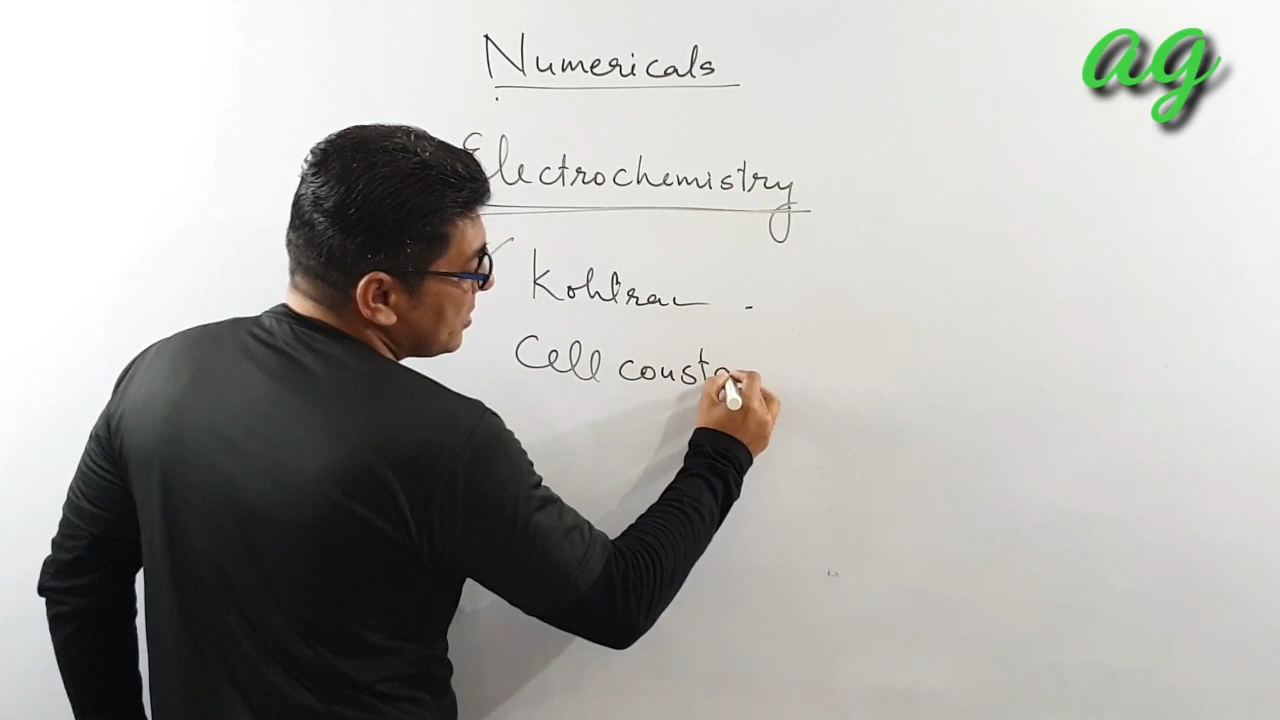 ag
Numericals
Electrochemistry
Kohlrau
Cell consta